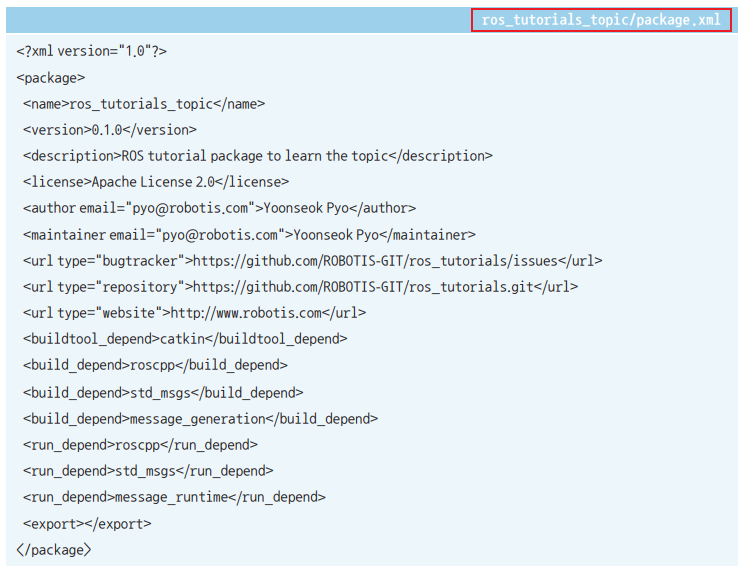 ros_tutorials_topic/package.xml
<?xml version="1.0"?>
<package>
<name>ros_tutorials_topic</name>
<version>0.1.0</version>
<description>ROS tutorial package to learn the topic</description>
<license>Apache License 2.0</license>
<author email="pyo@robotis.com">Yoonseok Pyo</author>
<maintainer email="pyo@robotis.com">Yoonseok Pyo</maintainer>
<url type="bugtracker">https://github.com/ROBOTIS-GIT/ros_tutorials/issues</url>
<url type="repository">https://github.com/ROBOTIS-GIT/ros_tutorials.git</url>
<url type="website">http://www.robotis.com</url>
<buildtool_depend>catkin</buildtool_depend>
<build_depend>roscpp</build_depend>
<build_depend>std_msgs</build_depend>
<build_depend>message_generation</build_depend>
<run_depend>roscpp</run_depend>
<run_depend>std_msgs</run_depend>
<run_depend>message_runtime</run_depend>
<export></export>
</package>